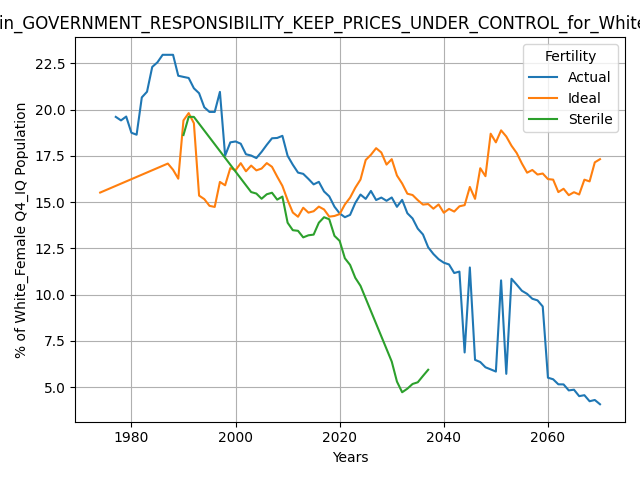 in_GOVERNMENT_RESPONSIBILITY_KEEP_PRICES_UNDER_CONTROL_for_White
Fertility
Actual
Ideal
Sterile
% of White_Female Q4_IQ Population
22.5
20.0
17.5
15.0
12.5
10.0
7.5
5.0
1980
2000
2020
2040
2060
Years